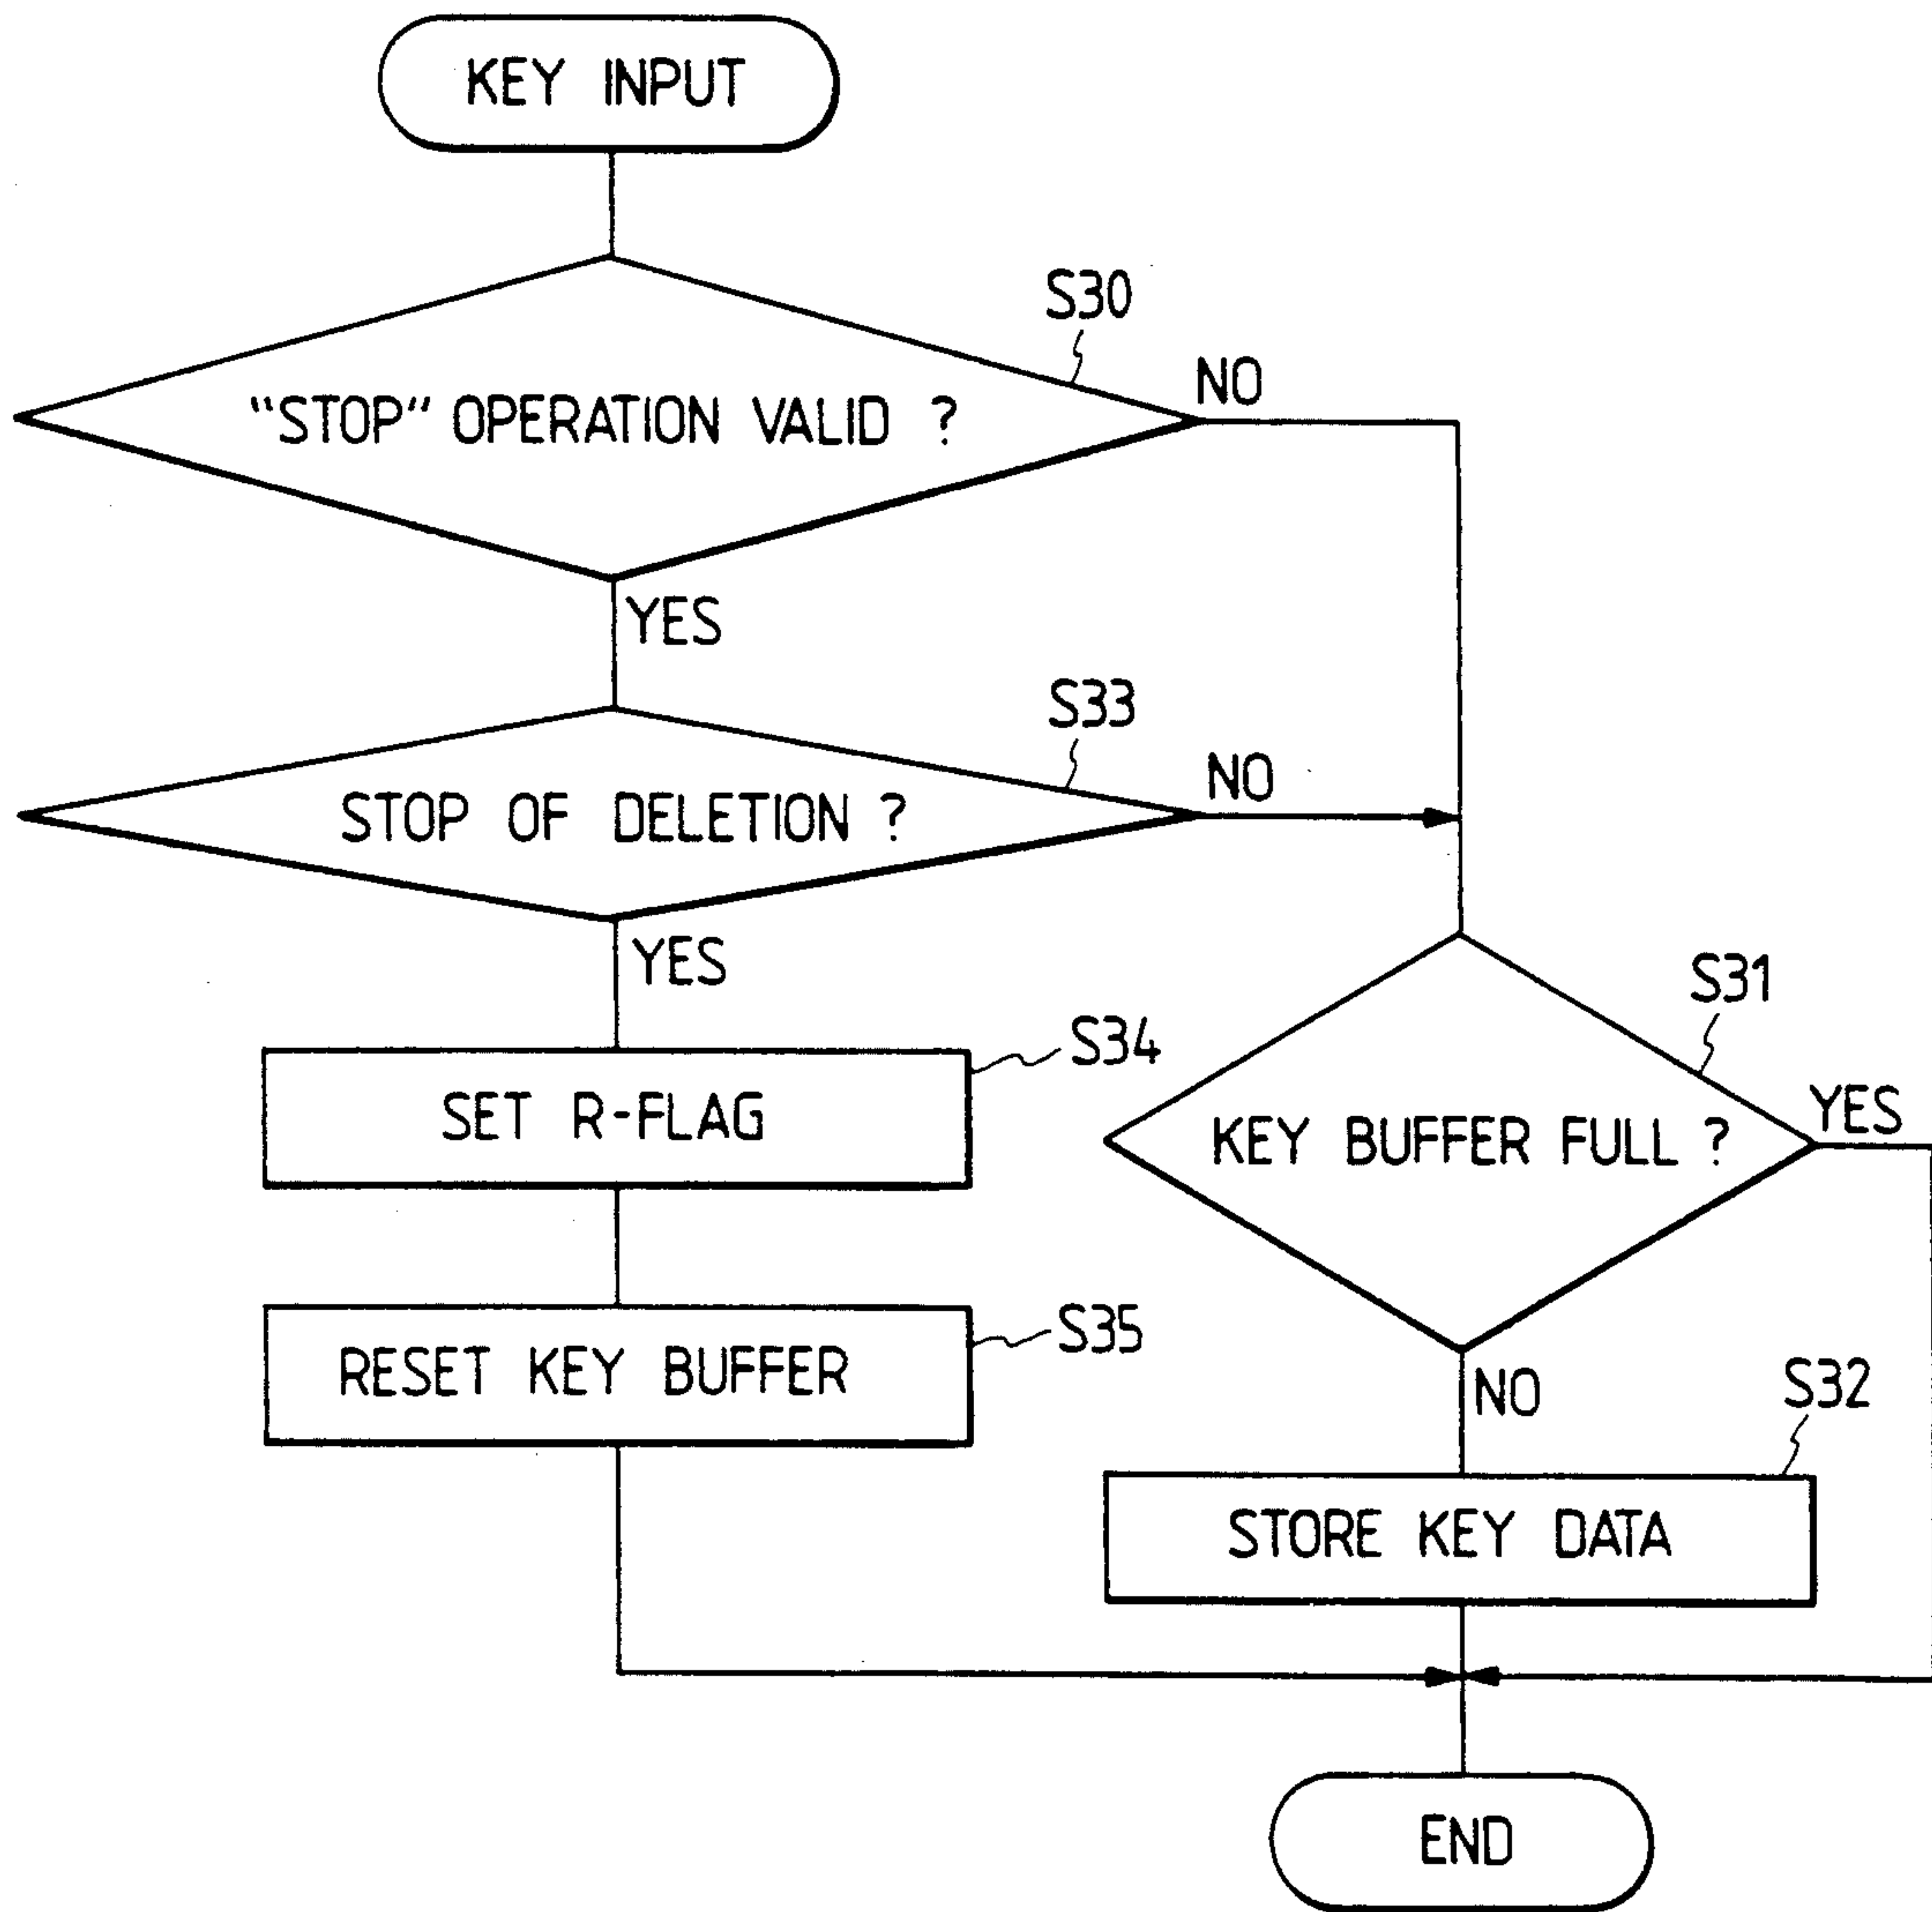 KEY INPUT
S30
"STOP" OPERATION VALID ?
NO
YES
S33
STOP OF DELETION ?
NO
YES
S31
S34
SET R-FLAG
KEY BUFFER FULL ?
YES
S35
RESET KEY BUFFER
NO
S32
STORE KEY DATA
END